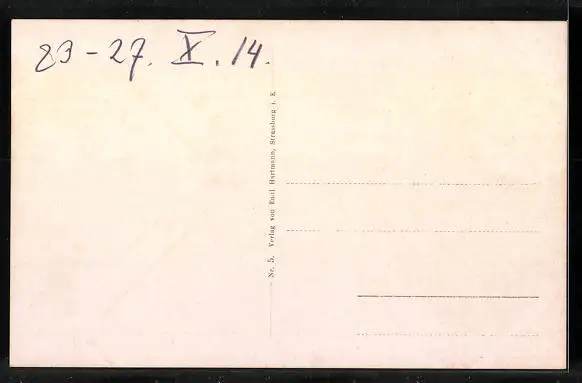 23-27. X. 14.
Nr. 5. Verlag von Emil Hartmann, Strassburg i. E.